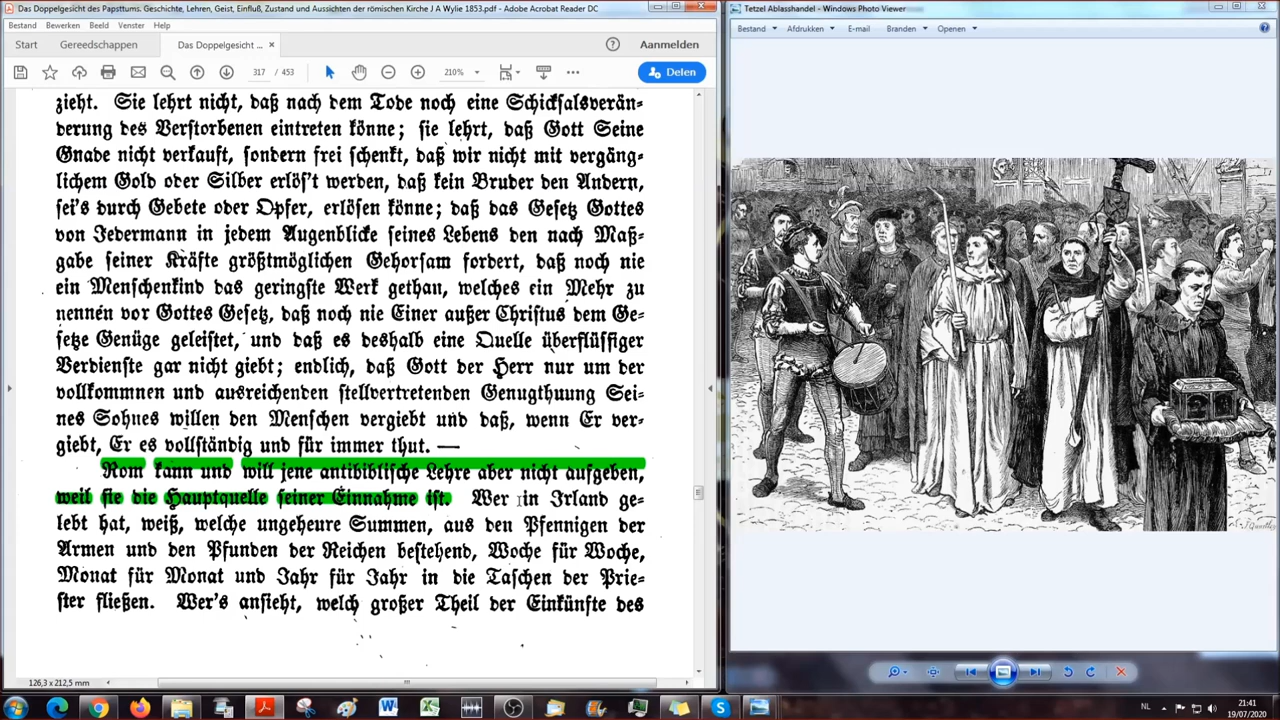 Das Doppelgesicht des Papsttums. Geschichte, Lehren, Geist, Einfluß, Zustand und Aussichten der römischen Kirche J A Wylie 1853.pdf - Adobe Acrobat Reader DC
Bestand Bewerken Beeld Venster Help
Start Gereedschappen Das Doppelgesicht ... × Aanmelden
317 / 453 210% Delen
zieht. Sie lehrt nicht, daß nach dem Tode noch eine Schicksalsverän-
derung des Verstorbenen eintreten könne; sie lehrt, daß Gott Seine
Gnade nicht verkauft, sondern frei schenkt, daß wir nicht mit vergäng-
lichem Gold oder Silber erlös't werden, daß kein Bruder den Andern,
sei's durch Gebete oder Opfer, erlösen könne; daß das Gesetz Gottes
von Jedermann in jedem Augenblicke seines Lebens den nach Maß-
gabe seiner Kräfte größtmöglichen Gehorsam fordert, daß noch nie
ein Menschenkind das geringste Werk gethan, welches ein Mehr zu
nennen vor Gottes Gesetz, daß noch nie Einer außer Christus dem Ge-
setze Genüge geleistet, und daß es deshalb eine Quelle überflüssiger
Verdienste gar nicht giebt; endlich, daß Gott der Herr nur um der
vollkommnen und ausreichenden stellvertretenden Genugthuung Sei-
nes Sohnes willen den Menschen vergiebt und daß, wenn Er ver-
giebt, Er es vollständig und für immer thut. —
Rom kann und will jene antibiblische Lehre aber nicht aufgeben,
weil sie die Hauptquelle seiner Einnahme ist. Wer in Irland ge-
lebt hat, weiß, welche ungeheure Summen, aus den Pfennigen der
Armen und den Pfunden der Reichen bestehend, Woche für Woche,
Monat für Monat und Jahr für Jahr in die Taschen der Prie-
ster fließen. Wer's ansieht, welch großer Theil der Einkünfte des
126,3 x 212,5 mm
Tetzel Ablasshandel - Windows Photo Viewer
Bestand Afdrukken E-mail Branden Openen
NL 21:41
19/07/2020